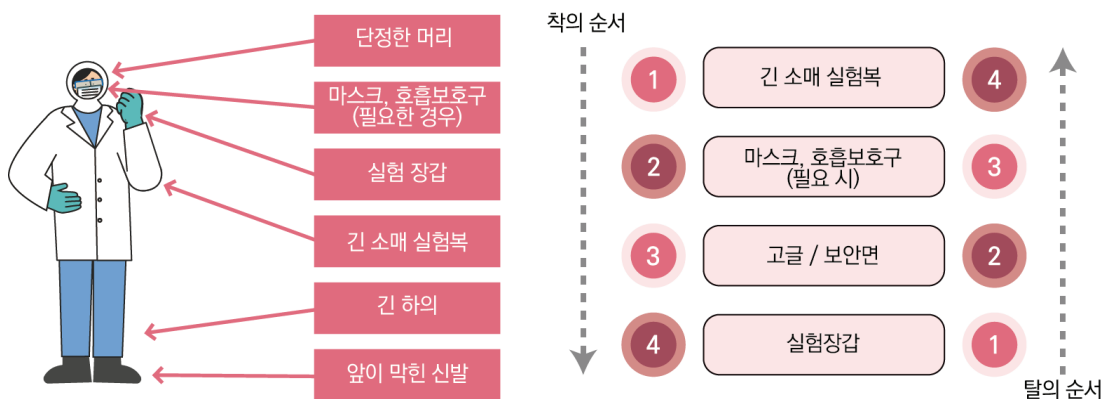 단정한 머리
마스크, 호흡보호구
(필요한 경우)
실험 장갑
긴 소매 실험복
긴 하의
앞이 막힌 신발
착의 순서
1 긴 소매 실험복 4
2 마스크, 호흡보호구
(필요 시) 3
3 고글 / 보안면 2
4 실험장갑 1
탈의 순서